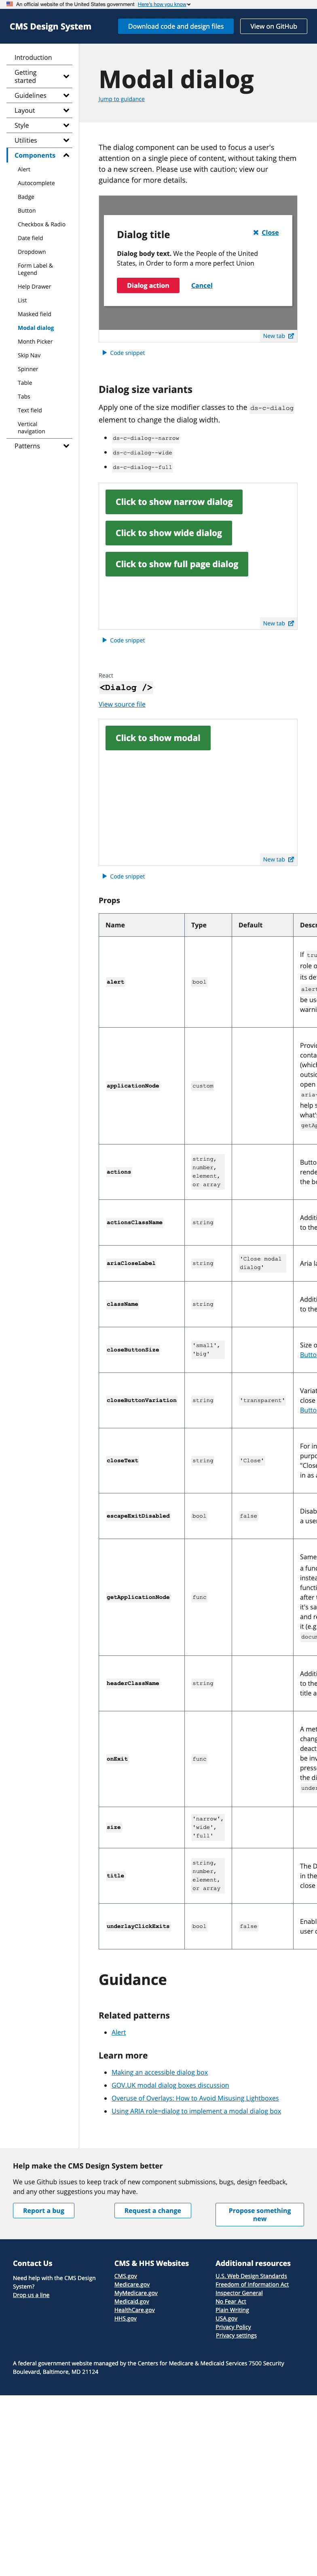 An official website of the United States government Here's how you know
CMS Design System
Download code and design files
View on GitHub
Introduction
Getting
started
Guidelines
Layout
Style
Utilities
Components
Alert
Autocomplete
Badge
Button
Checkbox & Radio
Date field
Dropdown
Form Label &
Legend
Help Drawer
List
Masked field
Modal dialog
Month Picker
Skip Nav
Spinner
Table
Tabs
Text field
Vertical
navigation
Patterns
Modal dialog
Jump to guidance
The dialog component can be used to focus a user's
attention on a single piece of content, without taking them
to a new screen. Please use with caution; view our
guidance for more details.
Dialog title
Close
Dialog body text. We the People of the United
States, in Order to form a more perfect Union
Dialog action
Cancel
New tab
Code snippet
Dialog size variants
Apply one of the size modifier classes to the ds-c-dialog
element to change the dialog width.
ds-c-dialog--narrow
ds-c-dialog--wide
ds-c-dialog--full
Click to show narrow dialog
Click to show wide dialog
Click to show full page dialog
New tab
Code snippet
React
<Dialog />
View source file
Click to show modal
New tab
Code snippet
Props
Name Type Default
alert bool
If
role o
its de
alert
be us
warni
applicationNode custom
Provi
conta
(whic
outsid
open
aria-
help s
what'
getAp
actions
string,
number,
element,
or array
Butto
rende
the b
actionsClassName string
Additi
to the
ariaCloseLabel string
'Close modal
dialog'
Aria l
className string
Additi
to the
closeButtonSize
'small',
'big'
Size o
Butto
closeButtonVariation string 'transparent'
Variat
close
Butto
closeText string 'Close'
For in
purpo
"Close
in as a
escapeExitDisabled bool false
Disab
a user
getApplicationNode func
Same
a func
instea
functi
after t
it's sa
and re
it (e.g
docum
headerClassName string
Additi
to the
title a
onExit func
A met
chang
deact
be inv
press
the di
under
size
'narrow',
'wide',
'full'
title
string,
number,
element,
or array
The D
in the
close
underlayClickExits bool false
Enabl
user c
Guidance
Related patterns
Alert
Learn more
Making an accessible dialog box
GOV.UK modal dialog boxes discussion
Overuse of Overlays: How to Avoid Misusing Lightboxes
Using ARIA role=dialog to implement a modal dialog box
Help make the CMS Design System better
We use Github issues to keep track of new component submissions, bugs, design feedback,
and any other suggestions you may have.
Report a bug
Request a change
Propose something
new
Contact Us
Need help with the CMS Design
System?
Drop us a line
CMS & HHS Websites
CMS.gov
Medicare.gov
MyMedicare.gov
Medicaid.gov
HealthCare.gov
HHS.gov
Additional resources
U.S. Web Design Standards
Freedom of Information Act
Inspector General
No Fear Act
Plain Writing
USA.gov
Privacy Policy
Privacy settings
A federal government website managed by the Centers for Medicare & Medicaid Services 7500 Security
Boulevard, Baltimore, MD 21124